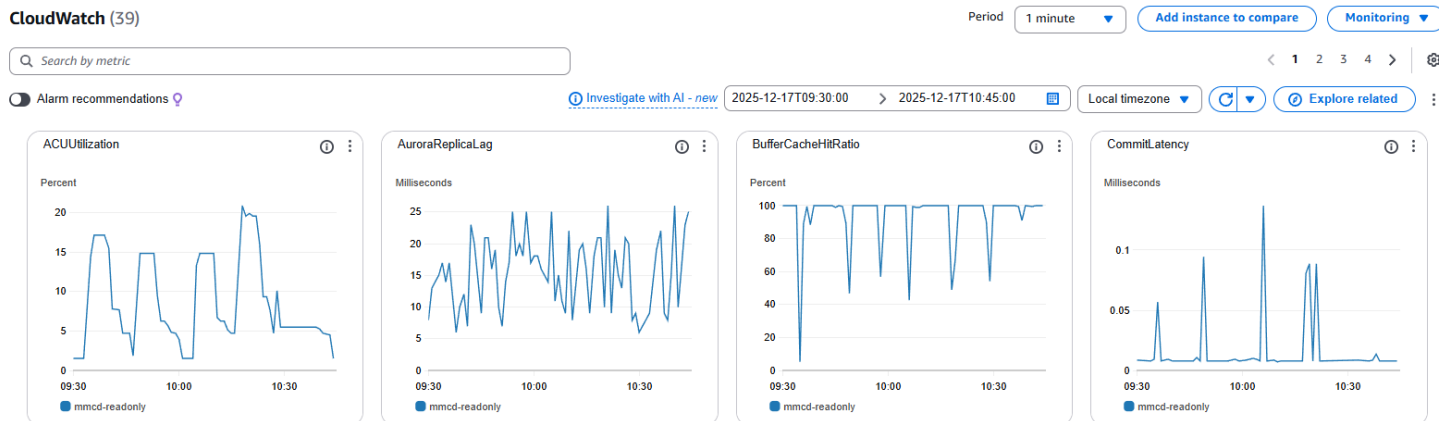 CloudWatch (39)
Period 1 minute Add instance to compare Monitoring
Search by metric
1 2 3 4
Alarm recommendations
Investigate with AI - new 2025-12-17T09:30:00 2025-12-17T10:45:00 Local timezone Explore related
ACUUtilization
Percent
20
15
10
5
0
09:30 10:00 10:30
mmcd-readonly
AuroraReplicaLag
Milliseconds
25
20
15
10
5
0
09:30 10:00 10:30
mmcd-readonly
BufferCacheHitRatio
Percent
100
80
60
40
20
0
09:30 10:00 10:30
mmcd-readonly
CommitLatency
Milliseconds
0.1
0.05
0
09:30 10:00 10:30
mmcd-readonly